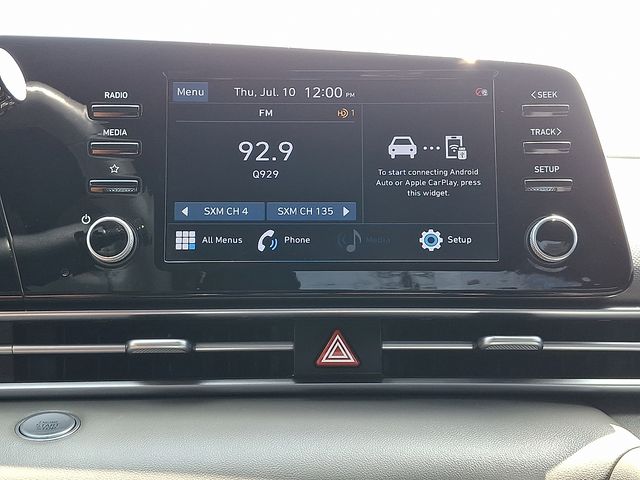 RADIO
MEDIA
Menu
Thu, Jul. 10 12:00 PM
FM
HD 1
92.9
Q929
SXM CH 4
SXM CH 135
To start connecting Android
Auto or Apple CarPlay, press
this widget.
All Menus
Phone
Media
Setup
< SEEK
TRACK >
SETUP